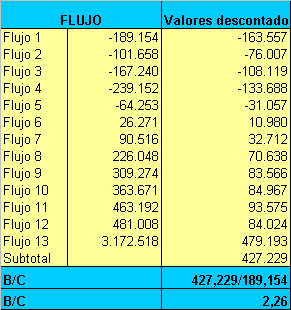 FLUJO Valores descontado
Flujo 1 -189.154 -163.557
Flujo 2 -101.658 -76.007
Flujo 3 -167.240 -108.119
Flujo 4 -239.152 -133.688
Flujo 5 -64.253 -31.057
Flujo 6 26.271 10.980
Flujo 7 90.516 32.712
Flujo 8 226.048 70.638
Flujo 9 309.274 83.566
Flujo 10 363.671 84.967
Flujo 11 463.192 93.575
Flujo 12 481.008 84.024
Flujo 13 3.172.518 479.193
Subtotal 427.229
B/C 427,229/189,154
B/C 2,26